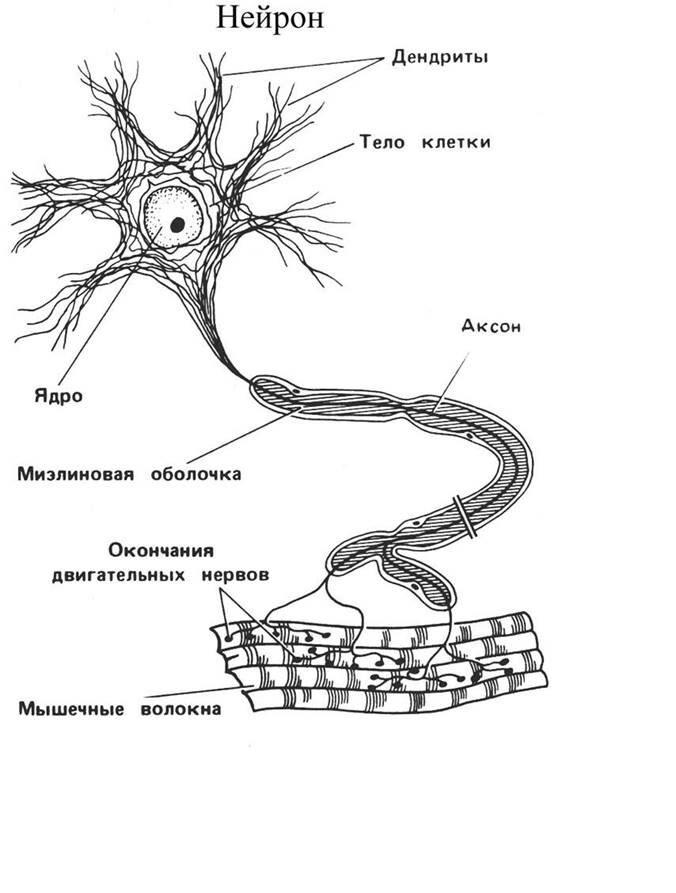 Нейрон
Дендриты
Тело клетки
Аксон
Ядро
Миэлиновая оболочка
Окончания
двигательных нервов
Мышечные волокна